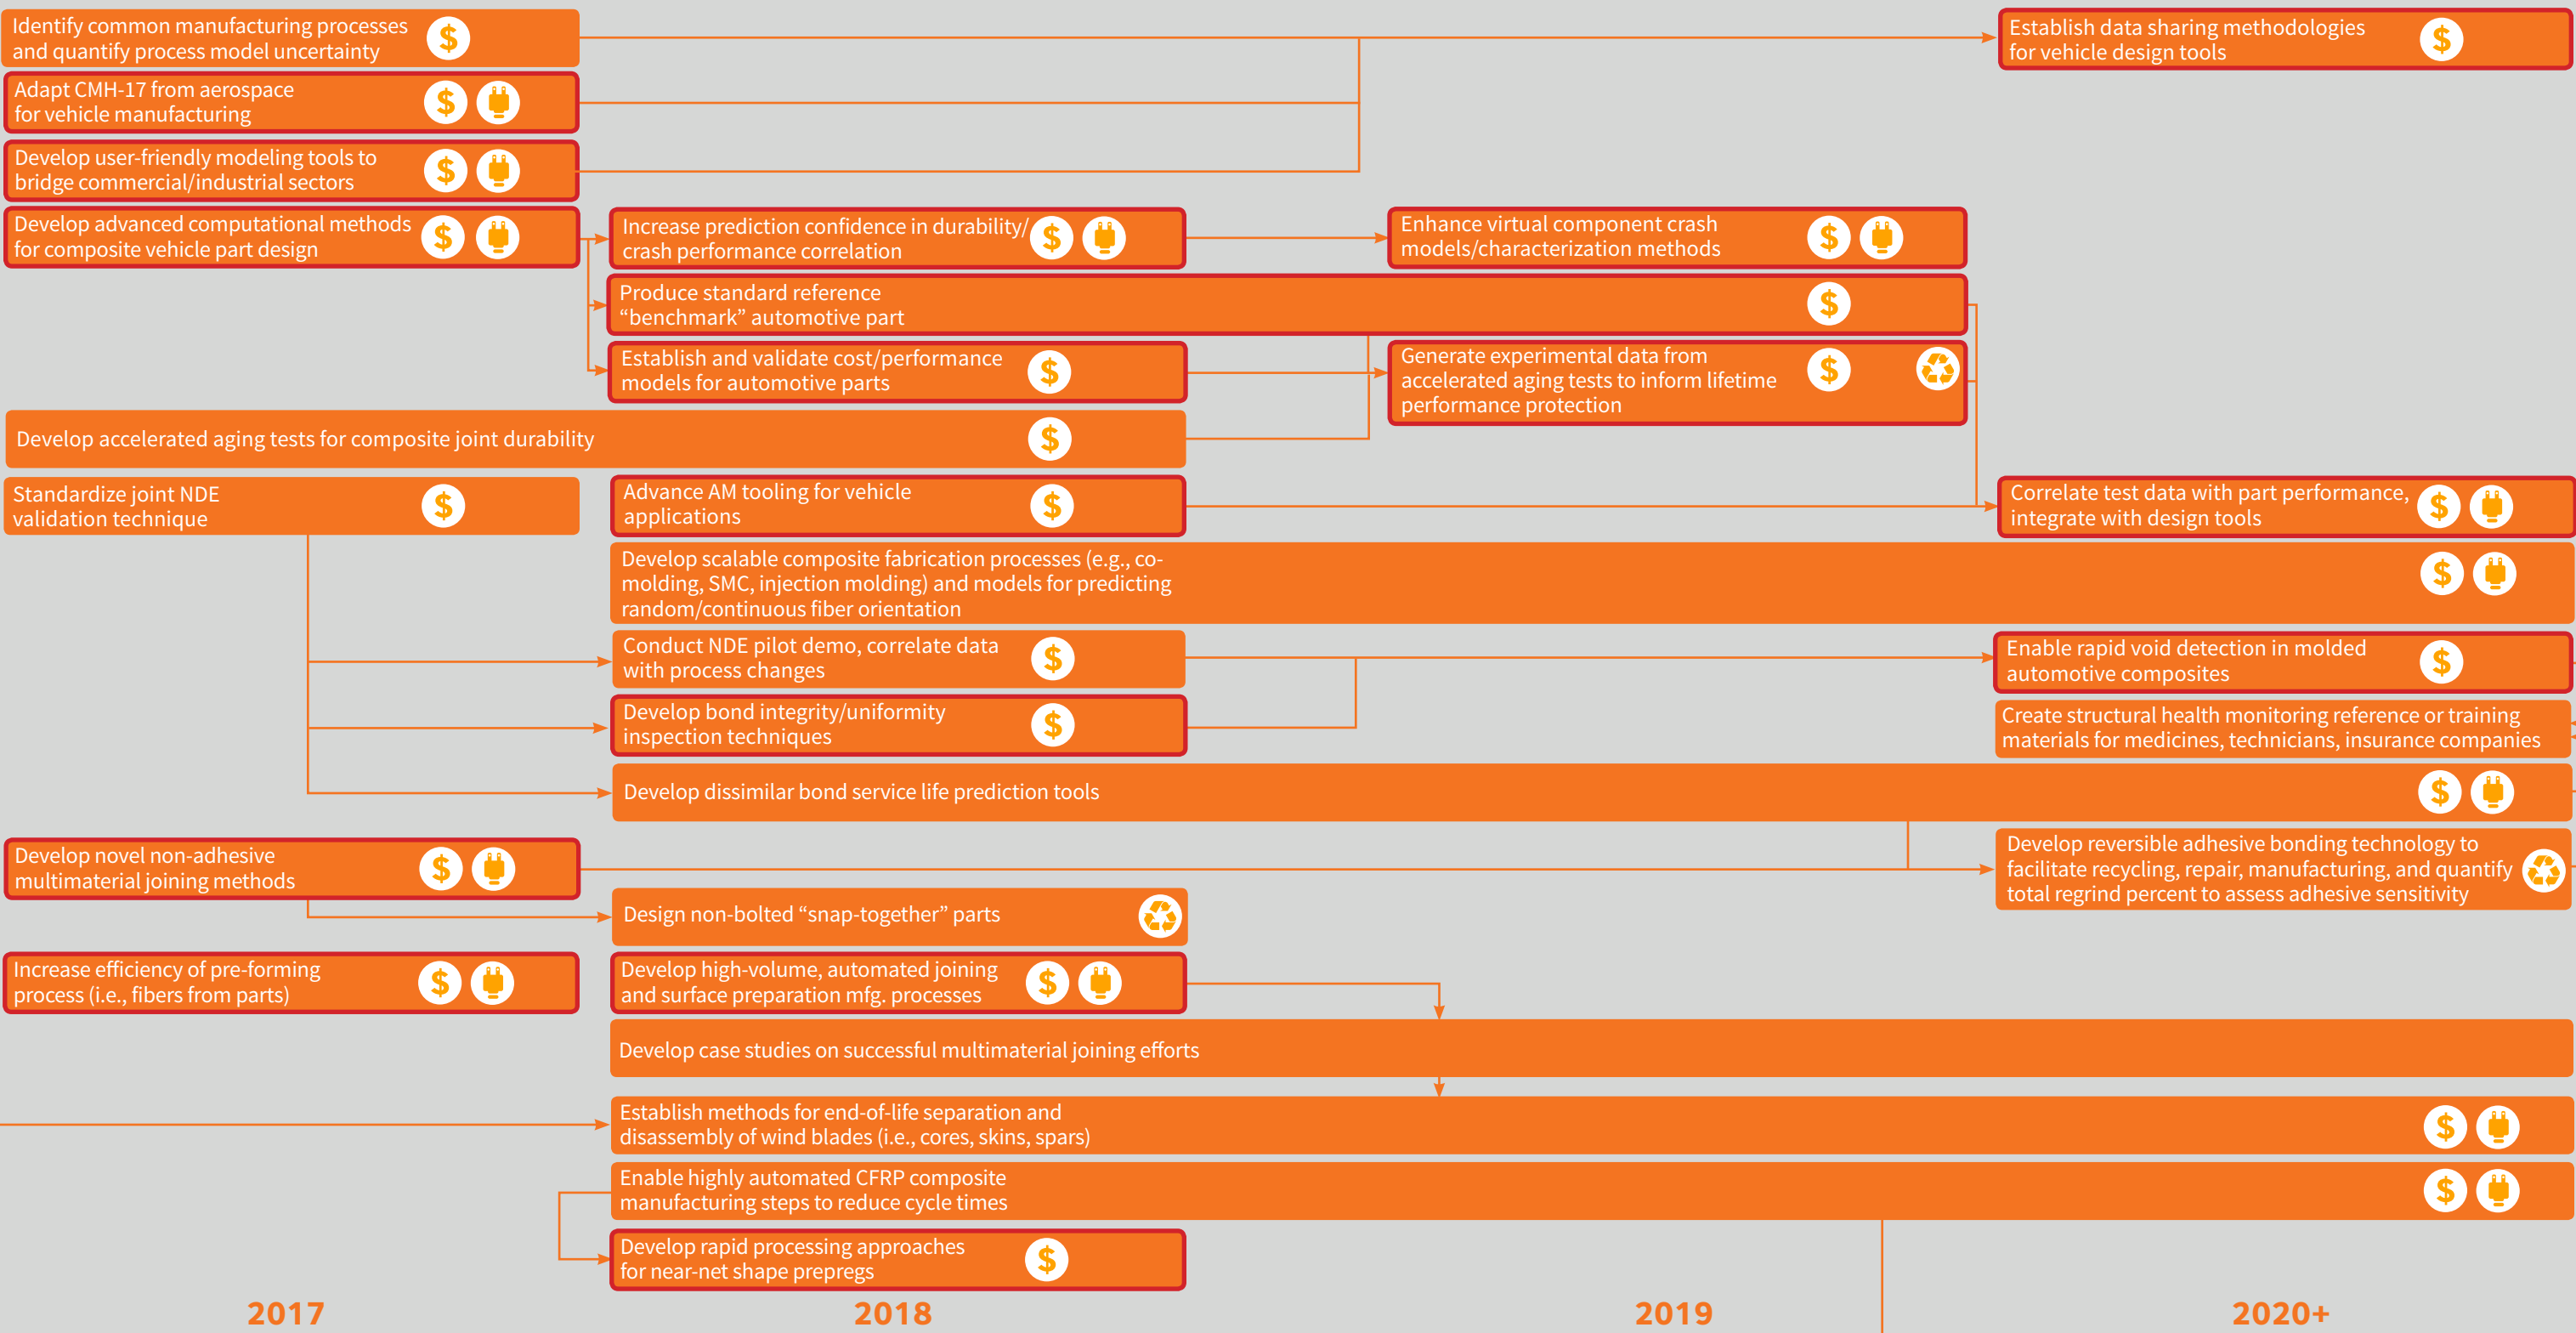 Identify common manufacturing processes
and quantify process model uncertainty
$
Establish data sharing methodologies
for vehicle design tools
$
Adapt CMH-17 from aerospace
for vehicle manufacturing
$
Develop user-friendly modeling tools to
bridge commercial/industrial sectors
$
Develop advanced computational methods
for composite vehicle part design
$
Increase prediction confidence in durability/
crash performance correlation
$
Enhance virtual component crash
models/characterization methods
$
Produce standard reference
“benchmark” automotive part
$
Establish and validate cost/performance
models for automotive parts
$
Generate experimental data from
accelerated aging tests to inform lifetime
performance protection
$
Develop accelerated aging tests for composite joint durability
$
Standardize joint NDE
validation technique
$
Advance AM tooling for vehicle
applications
$
Correlate test data with part performance,
integrate with design tools
$
Develop scalable composite fabrication processes (e.g., co-
molding, SMC, injection molding) and models for predicting
random/continuous fiber orientation
$
Conduct NDE pilot demo, correlate data
with process changes
$
Enable rapid void detection in molded
automotive composites
$
Develop bond integrity/uniformity
inspection techniques
$
Create structural health monitoring reference or training
materials for medicines, technicians, insurance companies
Develop dissimilar bond service life prediction tools
$
Develop novel non-adhesive
multimaterial joining methods
$
Develop reversible adhesive bonding technology to
facilitate recycling, repair, manufacturing, and quantify
total regrind percent to assess adhesive sensitivity
Design non-bolted “snap-together” parts
Increase efficiency of pre-forming
process (i.e., fibers from parts)
$
Develop high-volume, automated joining
and surface preparation mfg. processes
$
Develop case studies on successful multimaterial joining efforts
Establish methods for end-of-life separation and
disassembly of wind blades (i.e., cores, skins, spars)
$
Enable highly automated CFRP composite
manufacturing steps to reduce cycle times
$
Develop rapid processing approaches
for near-net shape prepregs
$
2017
2018
2019
2020+